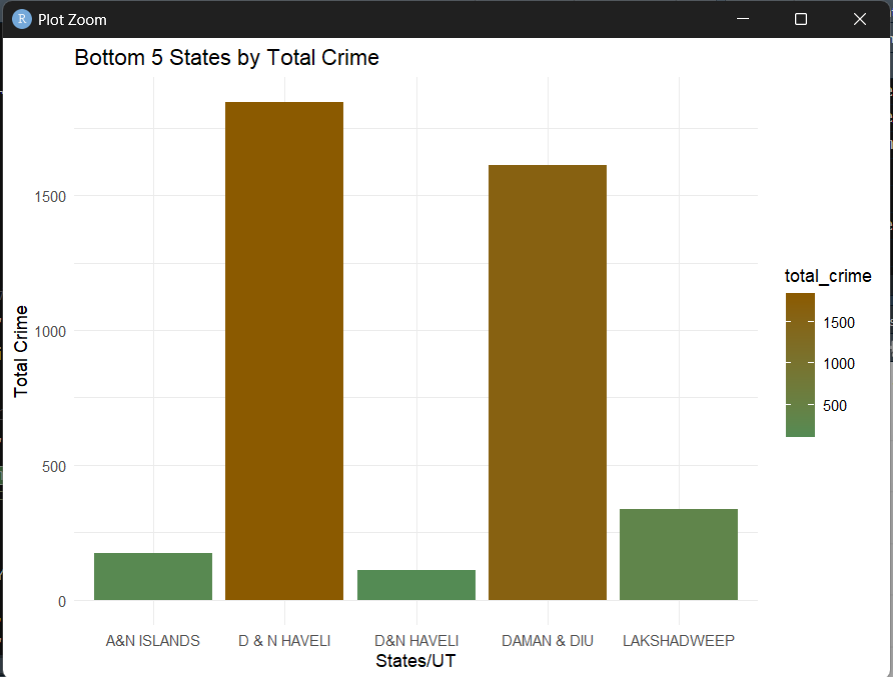 R Plot Zoom
Bottom 5 States by Total Crime
Total Crime
1500
1000
500
0
A&N ISLANDS D & N HAVELI D&N HAVELI DAMAN & DIU LAKSHADWEEP
States/UT
total_crime
1500
1000
500